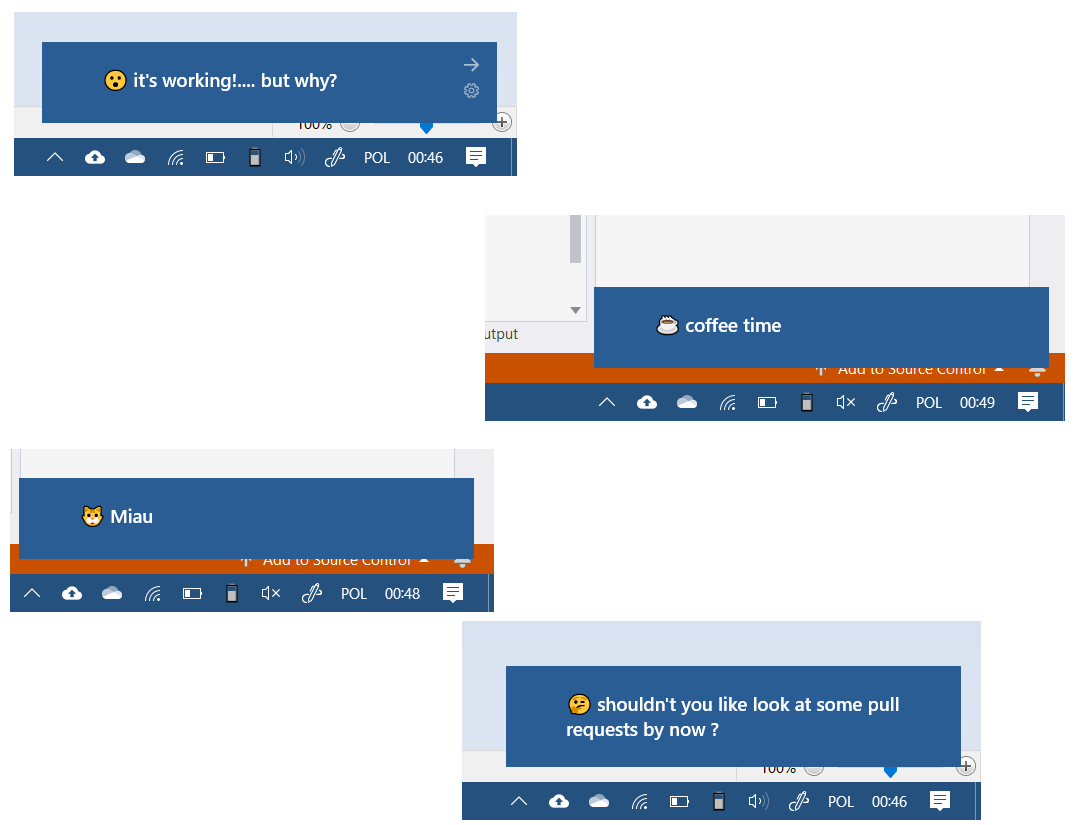 😮 it's working!.... but why?
100%
POL 00:46
utput
☕ coffee time
Add to Source Control
POL 00:49
🐱 Miau
Add to Source Control
POL 00:48
🤔 shouldn't you like look at some pull
requests by now ?
100%
POL 00:46